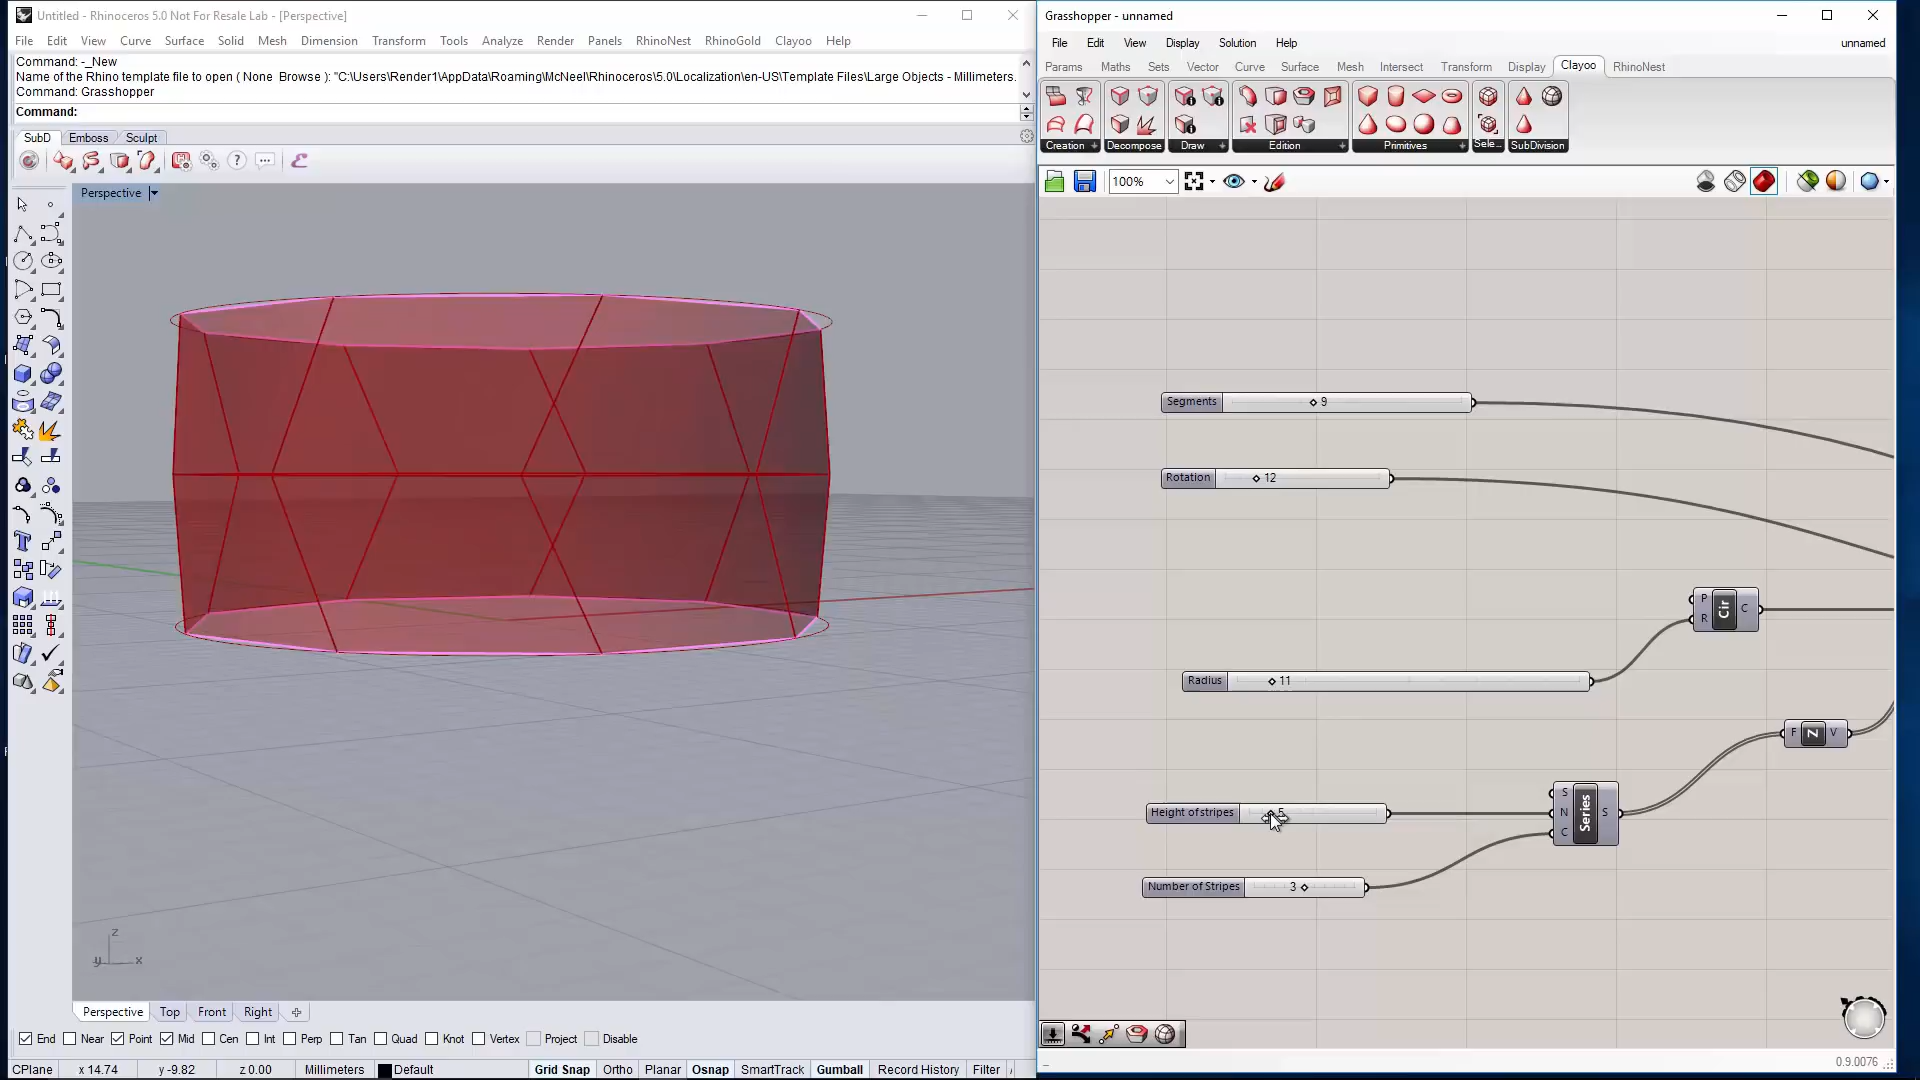 Untitled - Rhinoceros 5.0 Not For Resale Lab - [Perspective]
File Edit View Curve Surface Solid Mesh Dimension Transform Tools Analyze Render Panels RhinoNest RhinoGold Clayoo Help
Command: -_New
Name of the Rhino template file to open ( None Browse ): "C:\Users\Render1\AppData\Roaming\McNeel\Rhinoceros\5.0\Localization\en-US\Template Files\Large Objects - Millimeters.
Command: Grasshopper
Command:
SubD Emboss Sculpt
Perspective
z
y x
Perspective Top Front Right
End Near Point Mid Cen Int Perp Tan Quad Knot Vertex Project Disable
CPlane x 14.74 y -9.82 z 0.00 Millimeters Default Grid Snap Ortho Planar Osnap SmartTrack Gumball Record History Filter
Grasshopper - unnamed
File Edit View Display Solution Help unnamed
Params Maths Sets Vector Curve Surface Mesh Intersect Transform Display Clayoo RhinoNest
Creation Decompose Draw Edition Primitives Sele... SubDivision
100%
Segments 9
Rotation 12
P
R
Cir
C
Radius 11
F Z V
Height of stripes 5
S
N
C
Series
S
Number of Stripes 3
0.9.0076